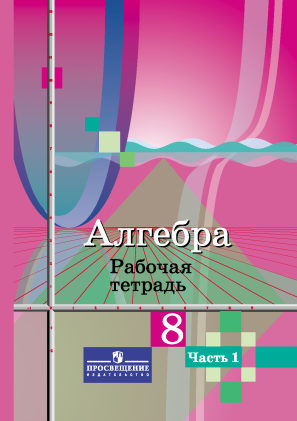 Алгебра
Рабочая
тетрадь
8
Часть 1
ПРОСВЕЩЕНИЕ
ИЗДАТЕЛЬСТВО